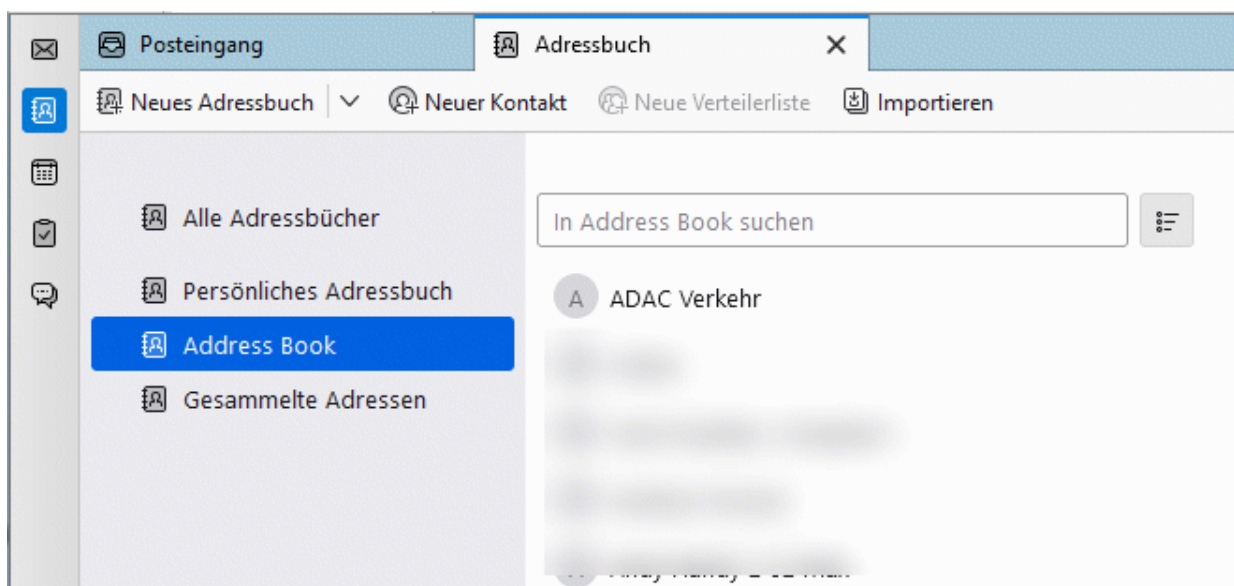 Posteingang
Adressbuch
Neues Adressbuch
Neuer Kontakt
Neue Verteilerliste
Importieren
Alle Adressbücher
Persönliches Adressbuch
Address Book
Gesammelte Adressen
In Address Book suchen
A ADAC Verkehr